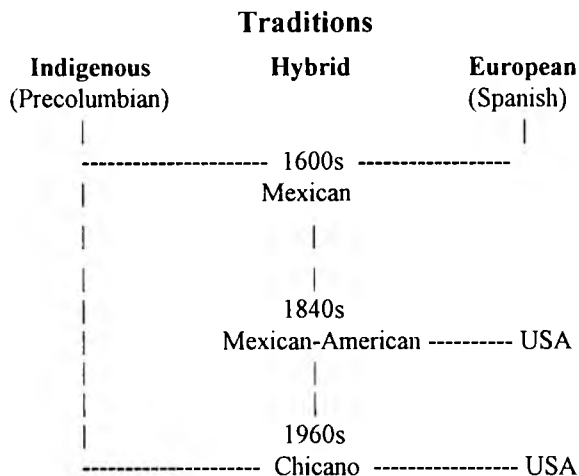 Traditions
Indigenous Hybrid European
(Precolumbian) (Spanish)
1600s
Mexican
1840s
Mexican-American ---------- USA
1960s
Chicano ---------------- USA